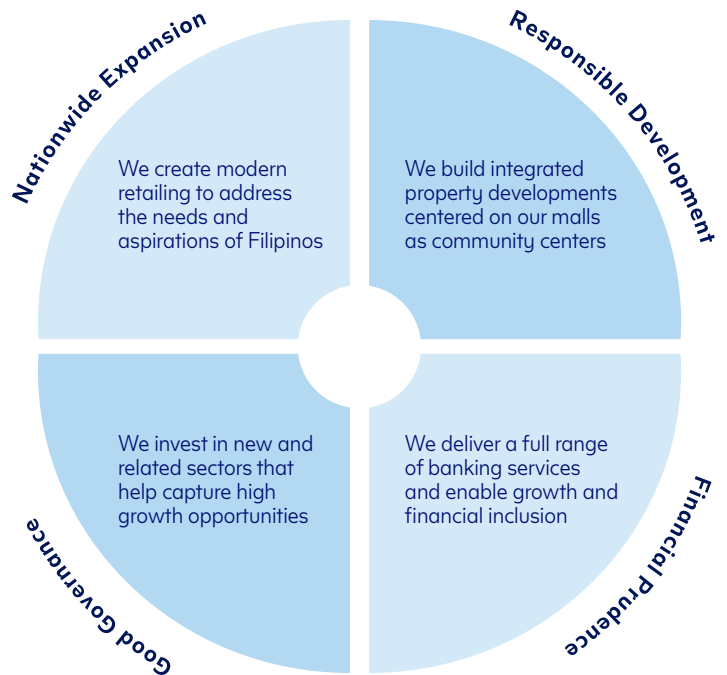 Nationwide Expansion
We create modern
retailing to address
the needs and
aspirations of Filipinos
Responsible Development
We build integrated
property developments
centered on our malls
as community centers
Good Governance
We invest in new and
related sectors that
help capture high
growth opportunities
Financial Prudence
We deliver a full range
of banking services
and enable growth and
financial inclusion